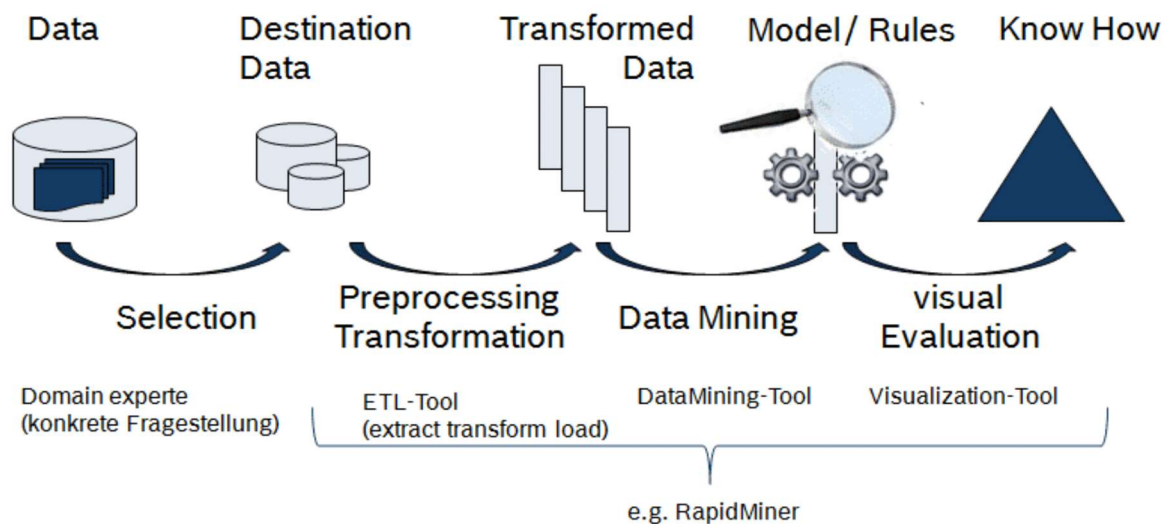 Data
Destination
Data
Transformed
Data
Model/ Rules
Know How
Selection
Preprocessing
Transformation
Data Mining
visual
Evaluation
Domain experte
(konkrete Fragestellung)
ETL-Tool
(extract transform load)
DataMining-Tool
Visualization-Tool
e.g. RapidMiner